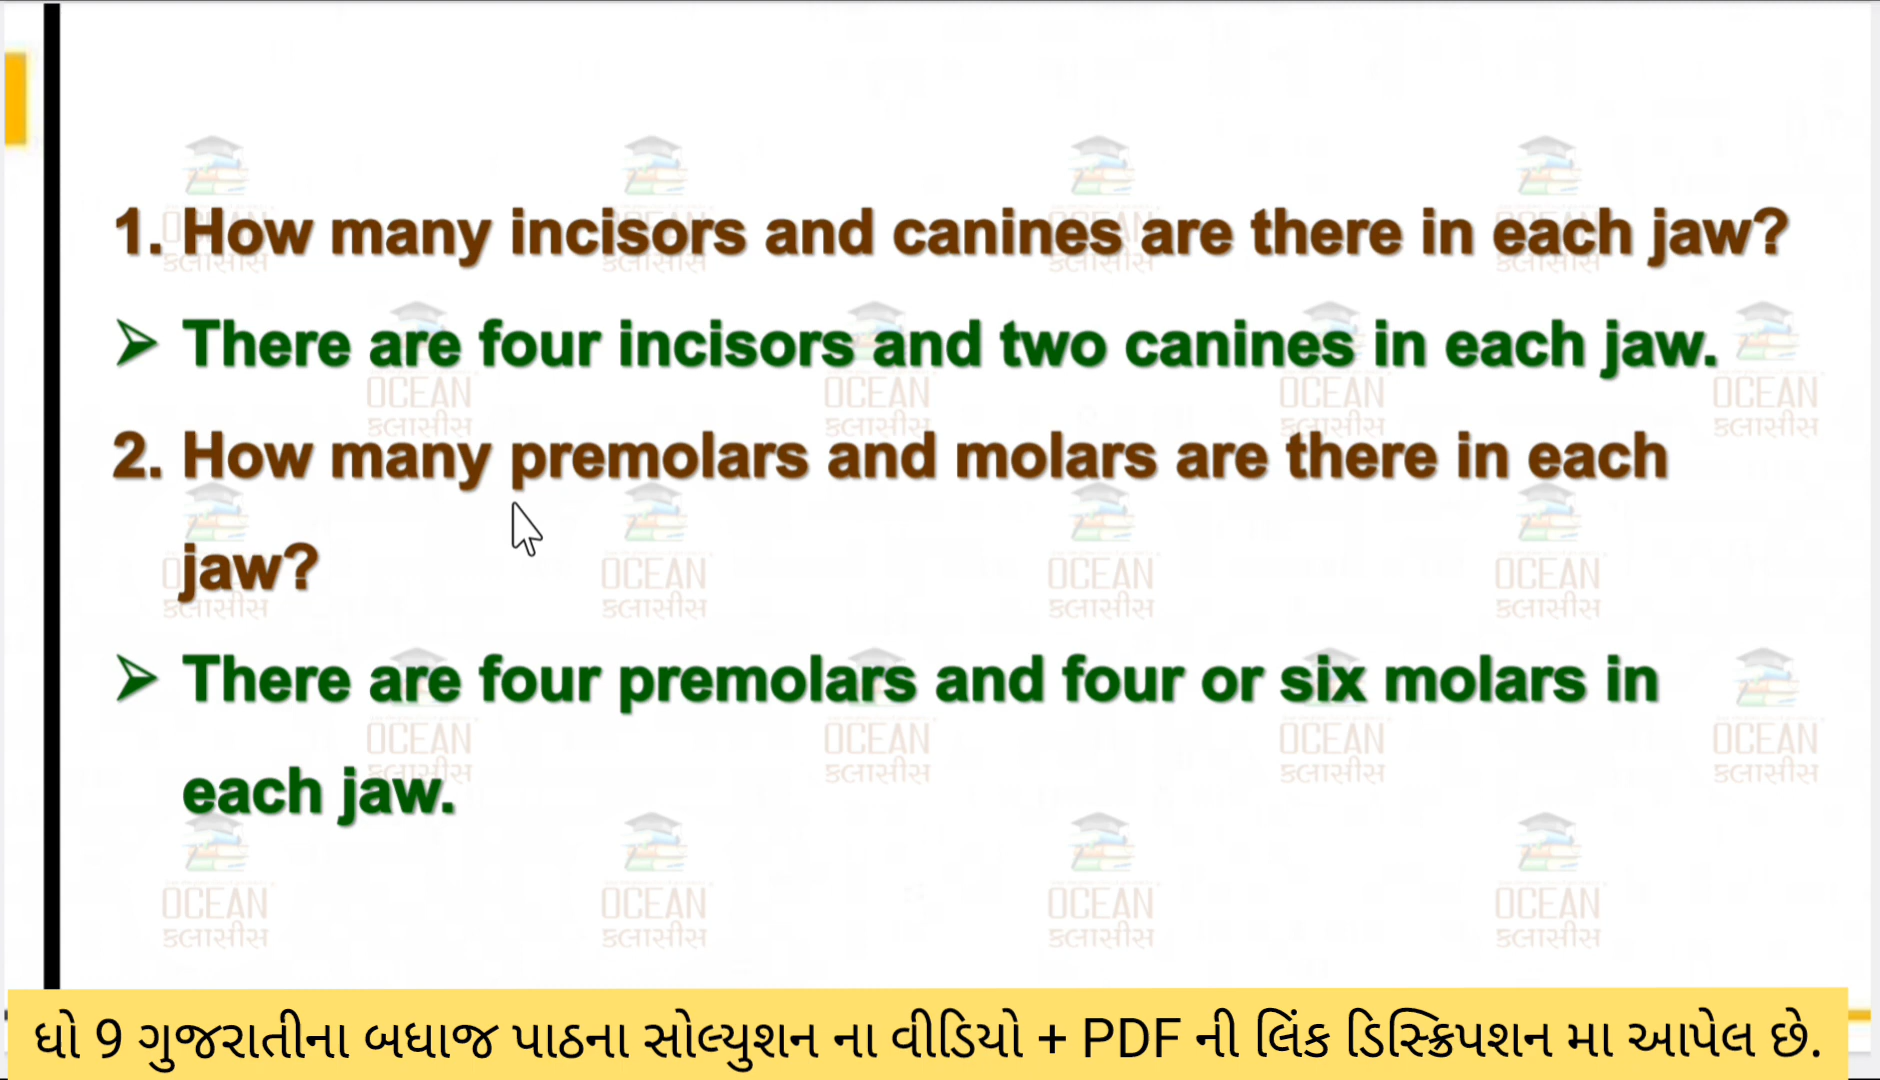 1. How many incisors and canines are there in each jaw?
➢ There are four incisors and two canines in each jaw.
2. How many premolars and molars are there in each
jaw?
➢ There are four premolars and four or six molars in
each jaw.
OCEAN
ક્લાસીસ
ધો 9 ગુજરાતીના બધાજ પાઠના સોલ્યુશન ના વીડિયો + PDF ની લિંક ડિસ્ક્રિપશન મા આપેલ છે.